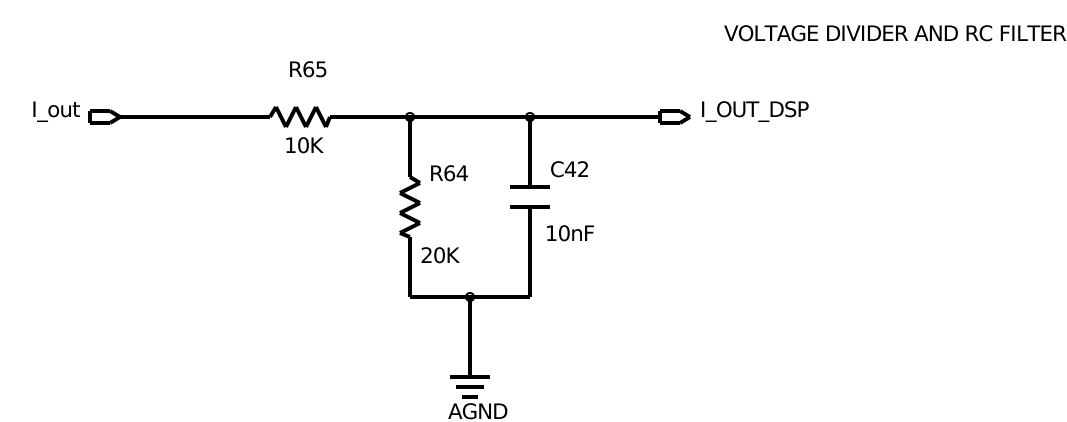 VOLTAGE DIVIDER AND RC FILTER
R65
I_out
I_OUT_DSP
10K
R64
C42
10nF
20K
AGND